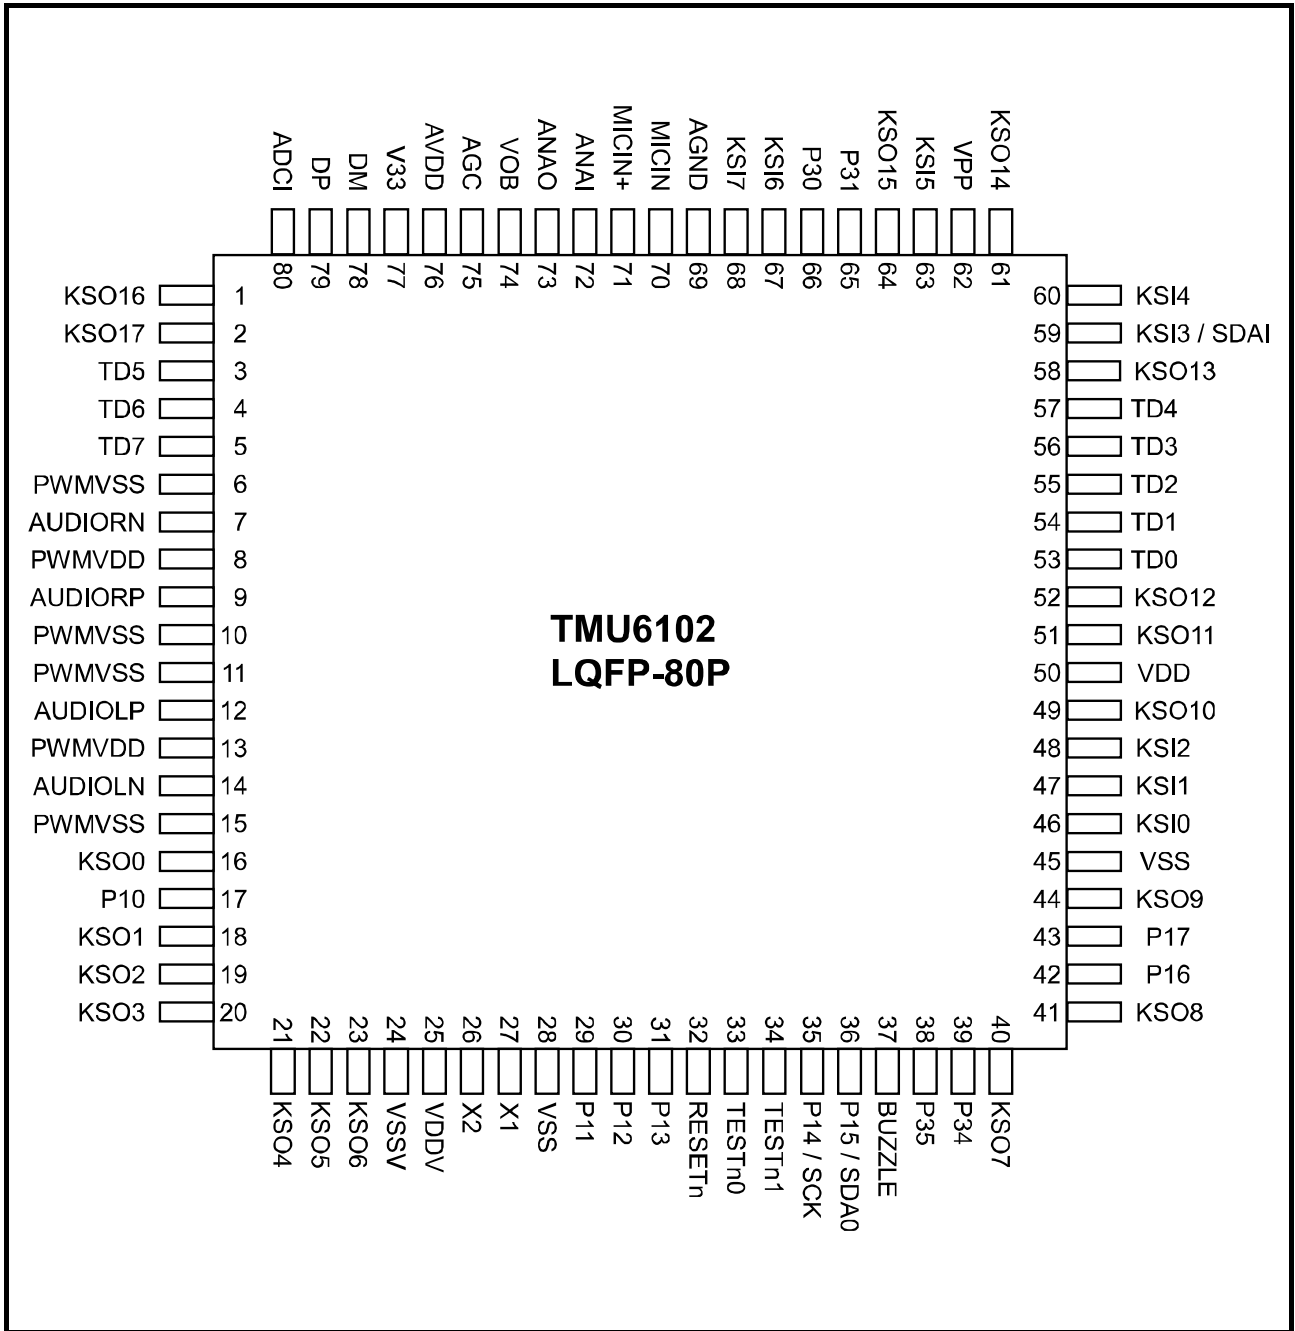 ADCI
DP
DM
V33
AVDD
AGC
VOB
ANAO
ANAI
MICIN+
MICIN
AGND
KSI7
KSI6
P30
P31
KSO15
KSI5
VPP
KSO14
80
79
78
77
76
75
74
73
72
71
70
69
68
67
66
65
64
63
62
61
KSO16 1
KSO17 2
TD5 3
TD6 4
TD7 5
PWMVSS 6
AUDIORN 7
PWMVDD 8
AUDIORP 9
PWMVSS 10
PWMVSS 11
AUDIOLP 12
PWMVDD 13
AUDIOLN 14
PWMVSS 15
KSO0 16
P10 17
KSO1 18
KSO2 19
KSO3 20
TMU6102
LQFP-80P
60 KSI4
59 KSI3 / SDAI
58 KSO13
57 TD4
56 TD3
55 TD2
54 TD1
53 TD0
52 KSO12
51 KSO11
50 VDD
49 KSO10
48 KSI2
47 KSI1
46 KSI0
45 VSS
44 KSO9
43 P17
42 P16
41 KSO8
21
22
23
24
25
26
27
28
29
30
31
32
33
34
35
36
37
38
39
40
KSO4
KSO5
KSO6
VSSV
VDDV
X2
X1
VSS
P11
P12
P13
RESETn
TESTn0
TESTn1
P14 / SCK
P15 / SDA0
BUZZLE
P35
P34
KSO7